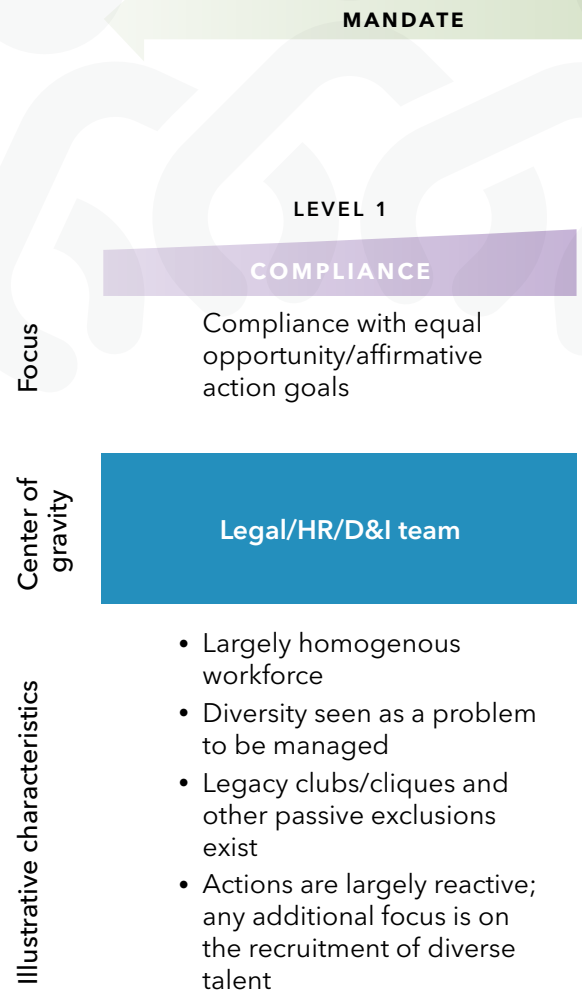 MANDATE
LEVEL 1
COMPLIANCE
Focus
Compliance with equal
opportunity/affirmative
action goals
Center of
gravity
Legal/HR/D&I team
Illustrative characteristics
• Largely homogenous
workforce
• Diversity seen as a problem
to be managed
• Legacy clubs/cliques and
other passive exclusions
exist
• Actions are largely reactive;
any additional focus is on
the recruitment of diverse
talent